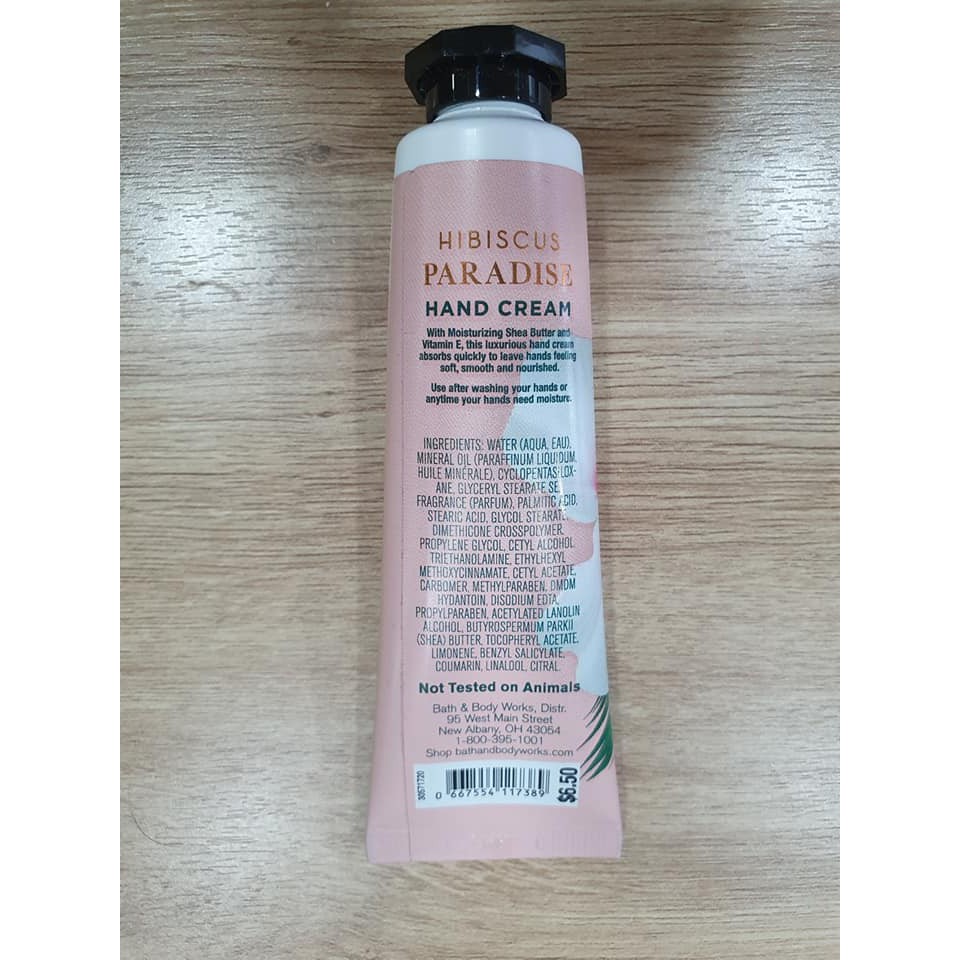 HIBISCUS
PARADISE
HAND CREAM
With Moisturizing Shea Butter and
Vitamin E, this luxurious hand cream
absorbs quickly to leave hands feeling
soft, smooth and nourished.
Use after washing your hands or
anytime your hands need moisture.
INGREDIENTS: WATER (AQUA, EAU),
MINERAL OIL (PARAFFINUM LIQUIDUM,
HUILE MINÉRALE), CYCLOPENTASILOX-
ANE, GLYCERYL STEARATE SE,
FRAGRANCE (PARFUM), PALMITIC ACID,
STEARIC ACID, GLYCOL STEARATE,
DIMETHICONE CROSSPOLYMER,
PROPYLENE GLYCOL, CETYL ALCOHOL,
TRIETHANOLAMINE, ETHYLHEXYL
METHOXYCINNAMATE, CETYL ACETATE,
CARBOMER, METHYLPARABEN, DMDM
HYDANTOIN, DISODIUM EDTA,
PROPYLPARABEN, ACETYLATED LANOLIN
ALCOHOL, BUTYROSPERMUM PARKII
(SHEA) BUTTER, TOCOPHERYL ACETATE,
LIMONENE, BENZYL SALICYLATE,
COUMARIN, LINALOOL, CITRAL.
Not Tested on Animals
Bath & Body Works, Distr.
95 West Main Street
New Albany, OH 43054
1-800-395-1001
Shop bathandbodyworks.com
30571720
0 667554 117389
$6.50